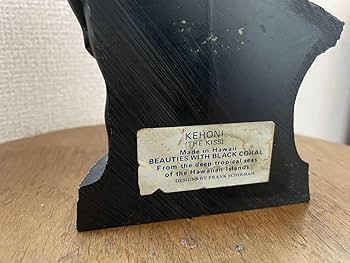 KEHONI
(THE KISS)
Made in Hawaii
BEAUTIES WITH BLACK CORAL
From the deep tropical seas
of the Hawaiian Islands
DESIGNS BY FRANK SCHIRMAN